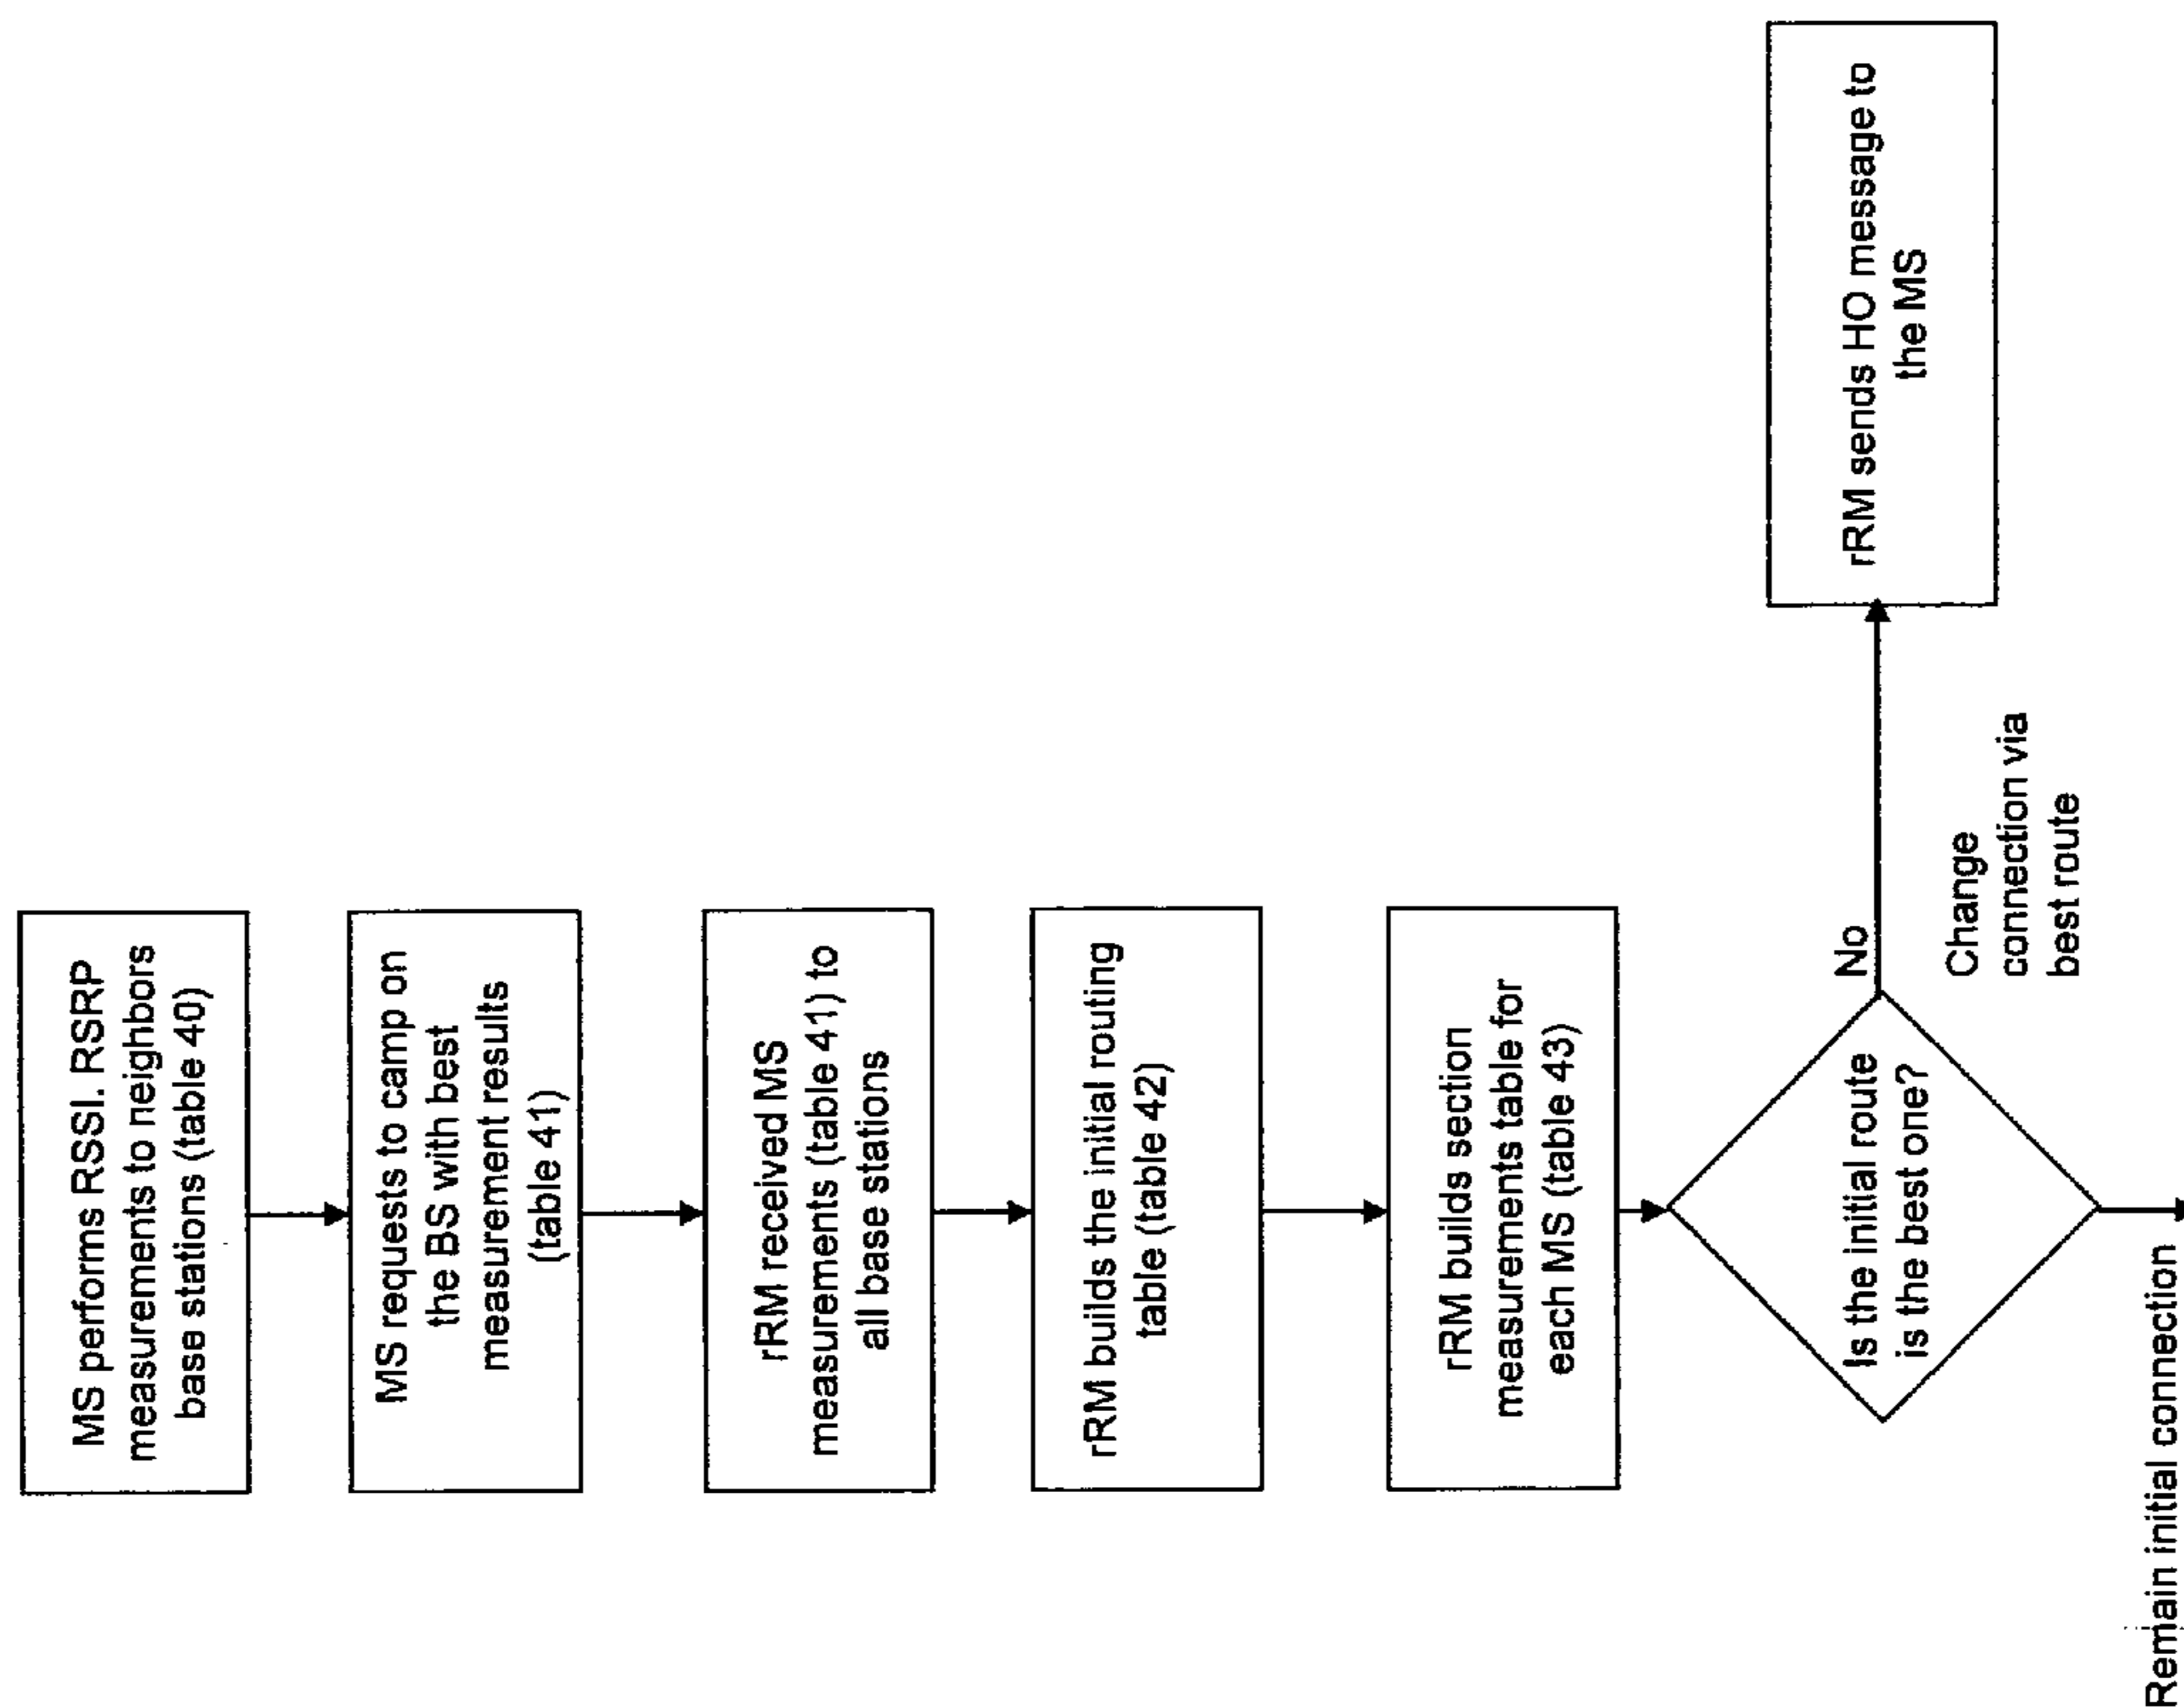 MS performs RSSI. RSRP
measurements to neighbors
base stations (table 40)
MS requests to camp on
the BS with best
measurement results
(table 41)
rRM received MS
measurements (table 41) to
all base stations
rRM builds the initial routing
table (table 42)
rRM builds section
measurements table for
each MS (table 43)
Is the initial route
is the best one?
No
Change
connection via
best route
rRM sends HO message to
the MS
Remain initial connection